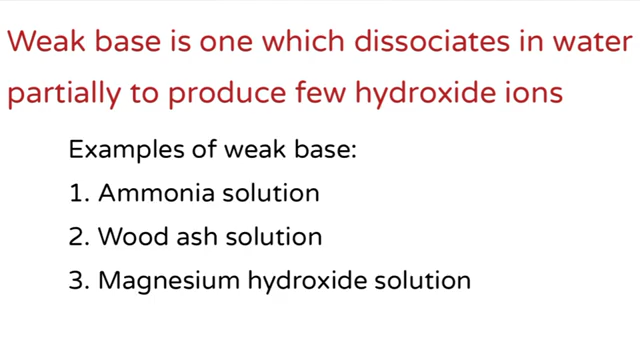 Weak base is one which dissociates in water
partially to produce few hydroxide ions
Examples of weak base:
1. Ammonia solution
2. Wood ash solution
3. Magnesium hydroxide solution